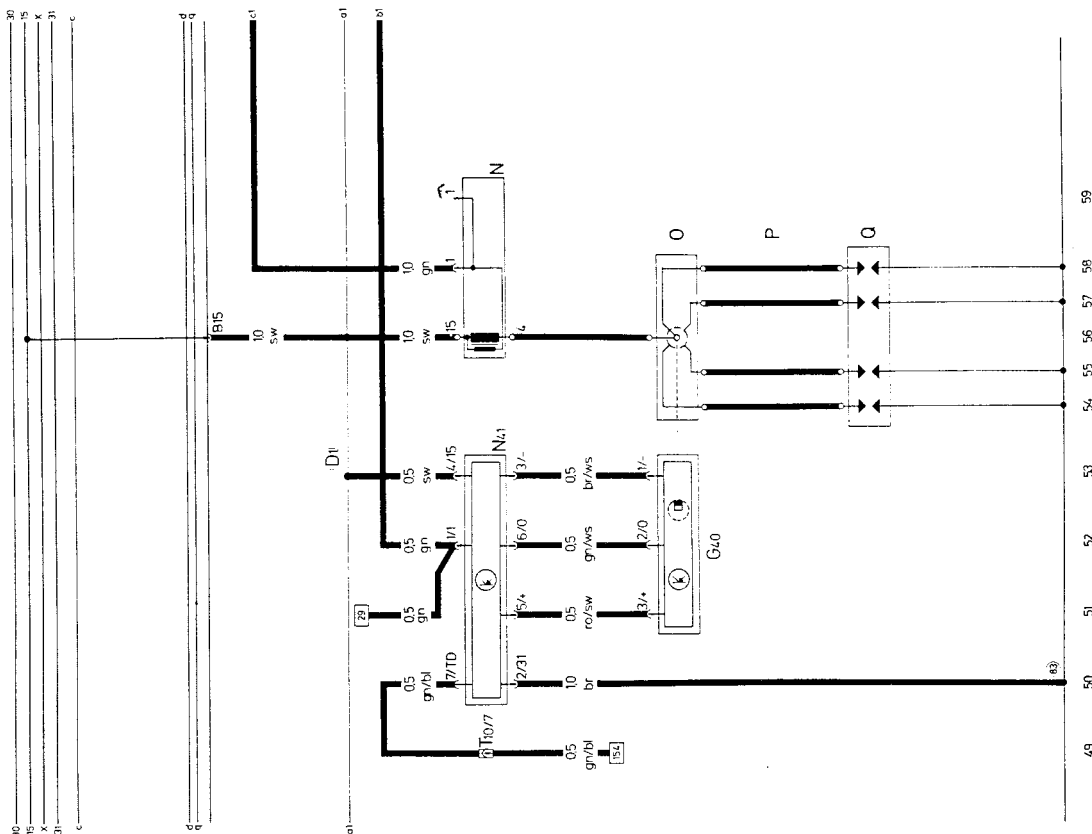 30
15
X
31
c
d
q
c1
a1
b1
B15
1,0
sw
D1
29
0,5
gn/bl
0,5
gn
0,5
gn
0,5
sw
1,0
sw
1,0
gn
7/TD
1/1
4/15
15
1
1
N41
N
T10/7
2/31
5/+
6/0
3/-
4
0,5
gn/bl
1,0
br
0,5
ro/sw
0,5
gn/ws
0,5
br/ws
154
3/+
2/0
1/-
G40
O
P
Q
83
49
50
51
52
53
54
55
56
57
58
59
15
X
31
c
d
q
a1